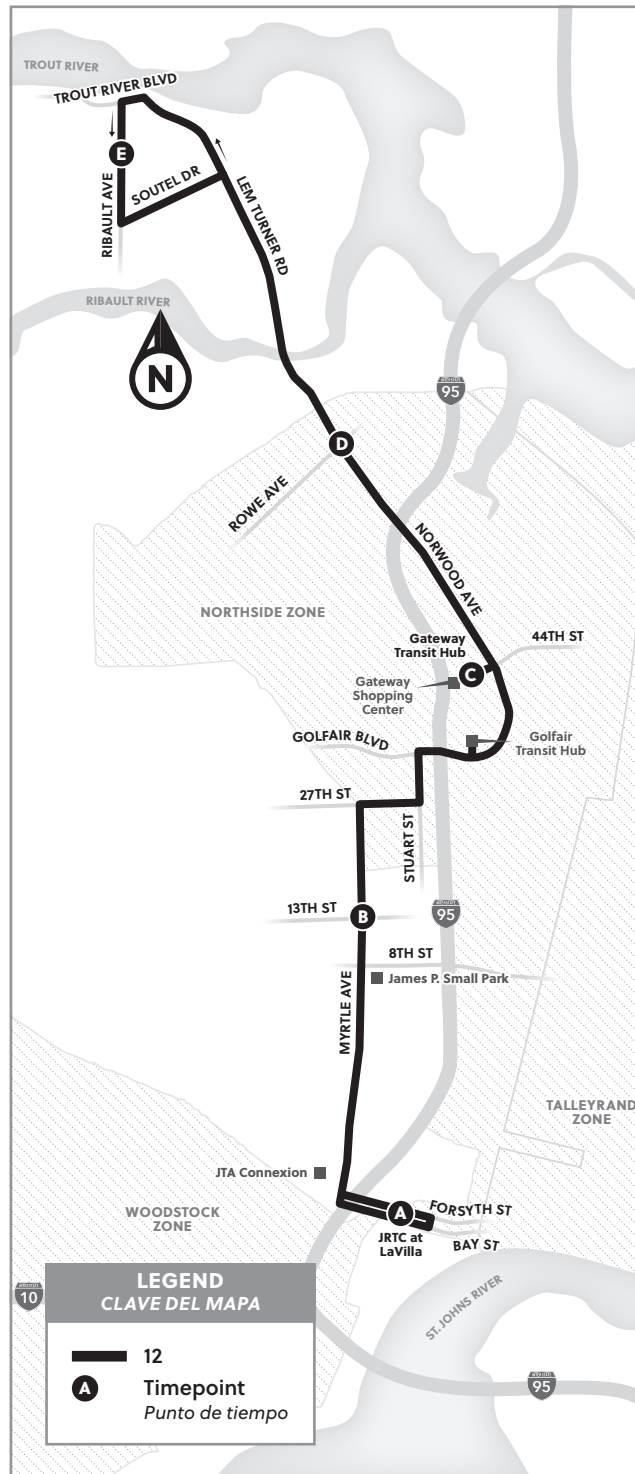 TROUT RIVER
TROUT RIVER BLVD
E
SOUTEL DR
RIBAULT AVE
LEM TURNER RD
RIBAULT RIVER
N
95
D
ROWE AVE
NORWOOD AVE
NORTHSIDE ZONE
44TH ST
Gateway
Transit Hub
C
Gateway
Shopping
Center
GOLFAIR BLVD
Golfair
Transit Hub
27TH ST
STUART ST
13TH ST
B
95
8TH ST
James P. Small Park
MYRTLE AVE
TALLEYRAND
ZONE
JTA Connexion
WOODSTOCK
ZONE
A
FORSYTH ST
JRTC at
LaVilla
BAY ST
10
ST. JOHNS RIVER
95
LEGEND
CLAVE DEL MAPA
12
A
Timepoint
Punto de tiempo